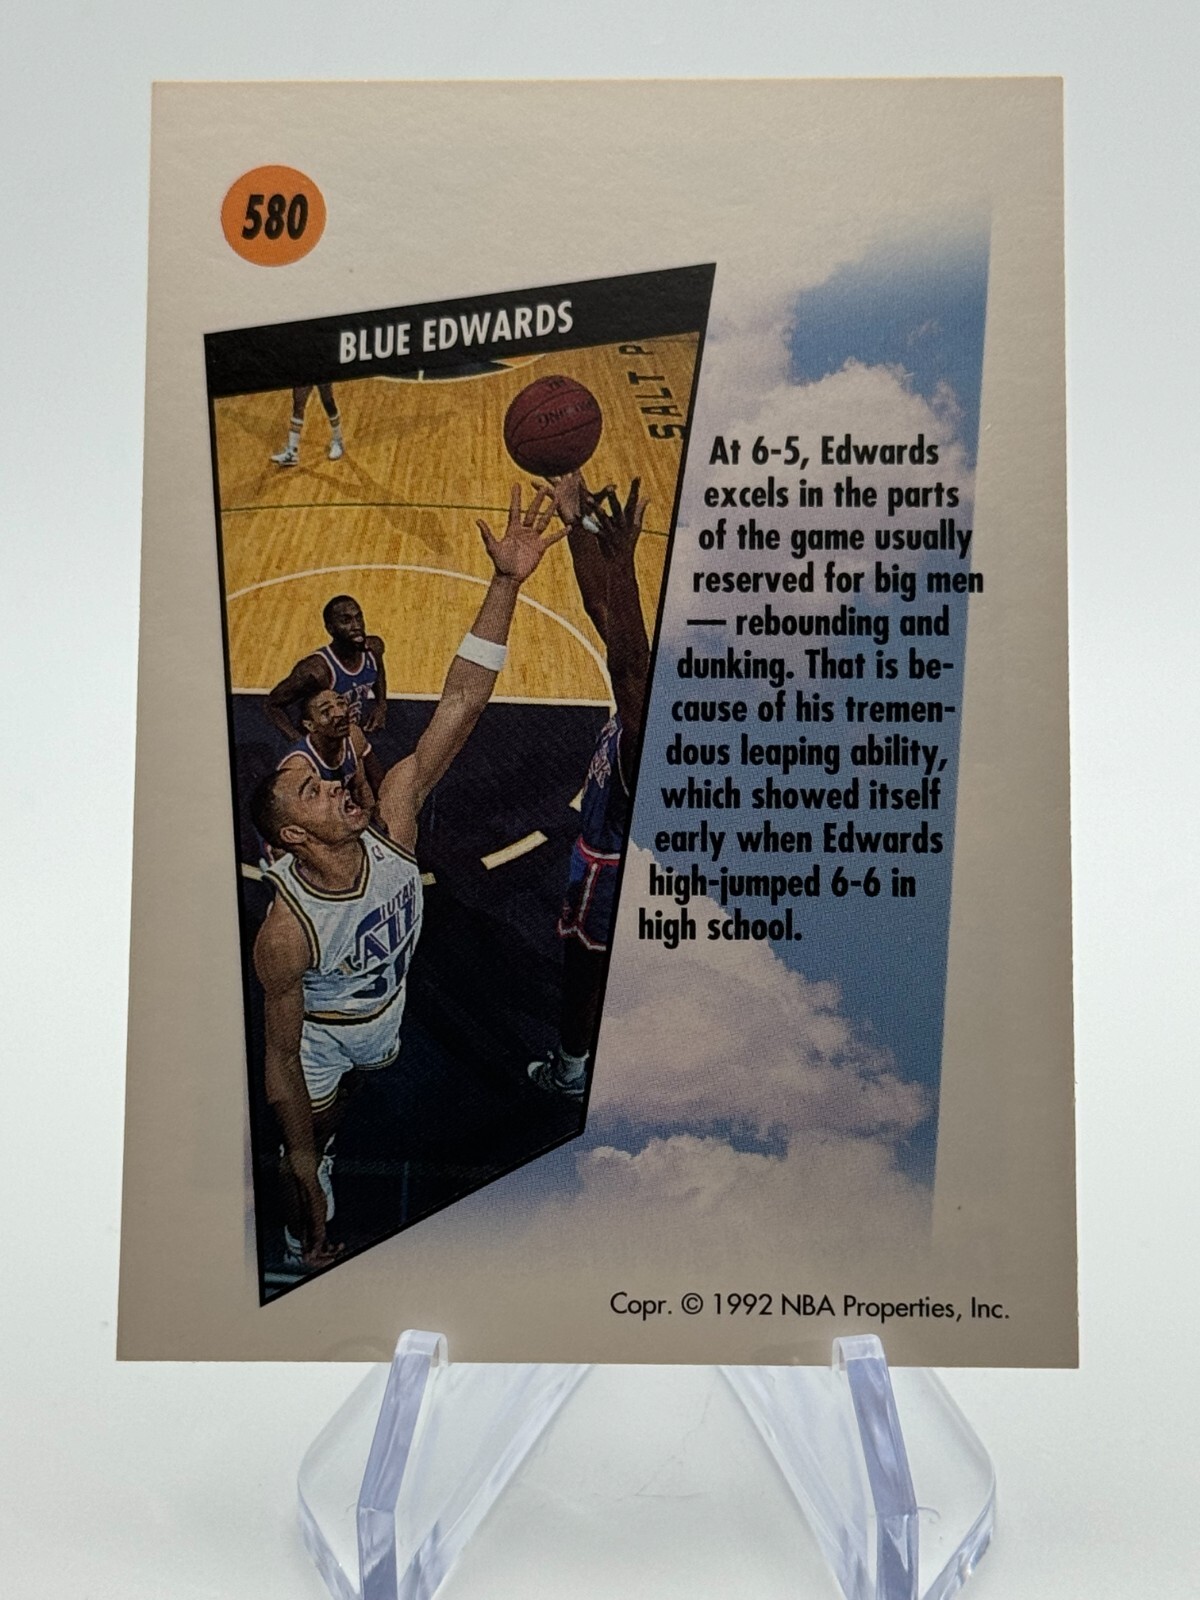 580
BLUE EDWARDS
SALT
At 6-5, Edwards
excels in the parts
of the game usually
reserved for big men
— rebounding and
dunking. That is be-
cause of his tremen-
dous leaping ability,
which showed itself
early when Edwards
high-jumped 6-6 in
high school.
UTAH
JAZZ
Copr. © 1992 NBA Properties, Inc.